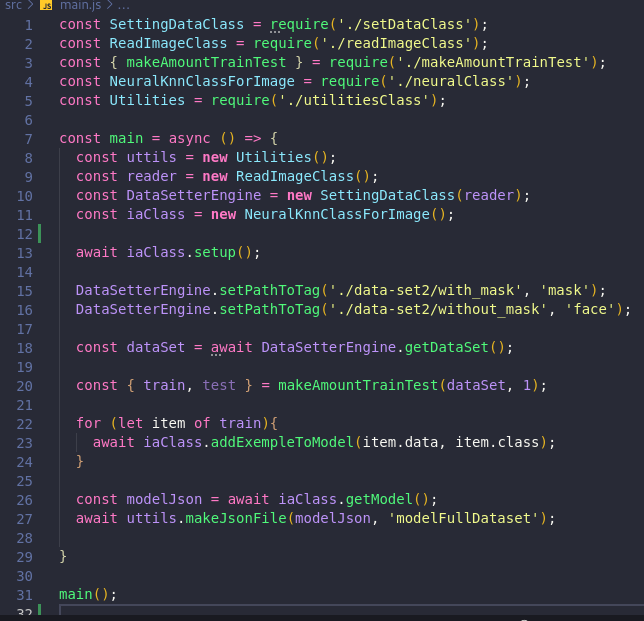 src > JS main.js > ...
1 const SettingDataClass = require('./setDataClass');
2 const ReadImageClass = require('./readImageClass');
3 const { makeAmountTrainTest } = require('./makeAmountTrainTest');
4 const NeuralKnnClassForImage = require('./neuralClass');
5 const Utilities = require('./utilitiesClass');
6
7 const main = async () => {
8   const uttils = new Utilities();
9   const reader = new ReadImageClass();
10   const DataSetterEngine = new SettingDataClass(reader);
11   const iaClass = new NeuralKnnClassForImage();
12
13   await iaClass.setup();
14
15   DataSetterEngine.setPathToTag('./data-set2/with_mask', 'mask');
16   DataSetterEngine.setPathToTag('./data-set2/without_mask', 'face');
17
18   const dataSet = await DataSetterEngine.getDataSet();
19
20   const { train, test } = makeAmountTrainTest(dataSet, 1);
21
22   for (let item of train){
23     await iaClass.addExempleToModel(item.data, item.class);
24   }
25
26   const modelJson = await iaClass.getModel();
27   await uttils.makeJsonFile(modelJson, 'modelFullDataset');
28
29 }
30
31 main();
32